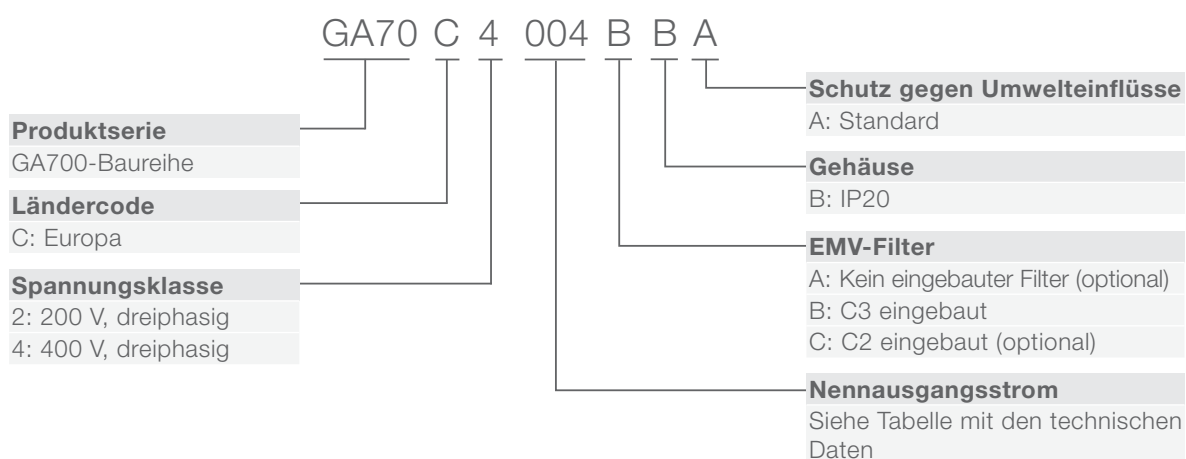 GA70 C 4 004 B B A
Produktserie
GA700-Baureihe
Ländercode
C: Europa
Spannungsklasse
2: 200 V, dreiphasig
4: 400 V, dreiphasig
Schutz gegen Umwelteinflüsse
A: Standard
Gehäuse
B: IP20
EMV-Filter
A: Kein eingebauter Filter (optional)
B: C3 eingebaut
C: C2 eingebaut (optional)
Nennausgangsstrom
Siehe Tabelle mit den technischen
Daten